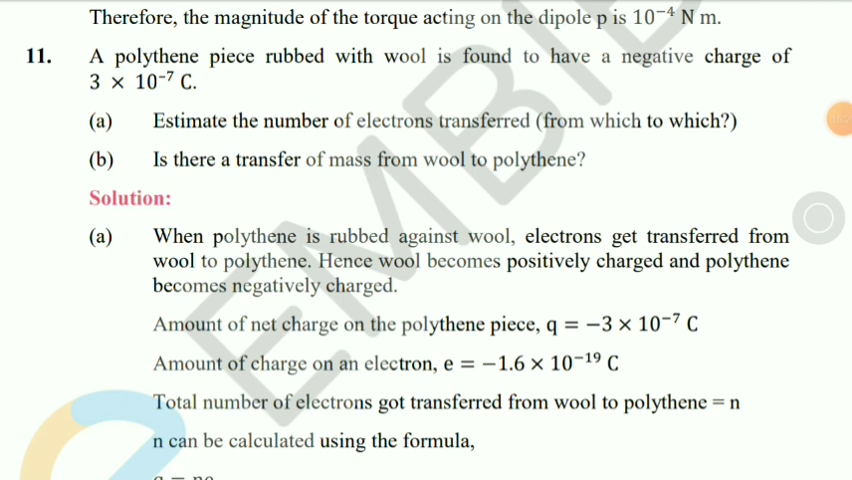 Therefore, the magnitude of the torque acting on the dipole p is 10⁻⁴ N m.
11. A polythene piece rubbed with wool is found to have a negative charge of
3 × 10⁻⁷ C.
(a) Estimate the number of electrons transferred (from which to which?)
(b) Is there a transfer of mass from wool to polythene?
Solution:
(a) When polythene is rubbed against wool, electrons get transferred from
wool to polythene. Hence wool becomes positively charged and polythene
becomes negatively charged.
Amount of net charge on the polythene piece, q = −3 × 10⁻⁷ C
Amount of charge on an electron, e = −1.6 × 10⁻¹⁹ C
Total number of electrons got transferred from wool to polythene = n
n can be calculated using the formula,